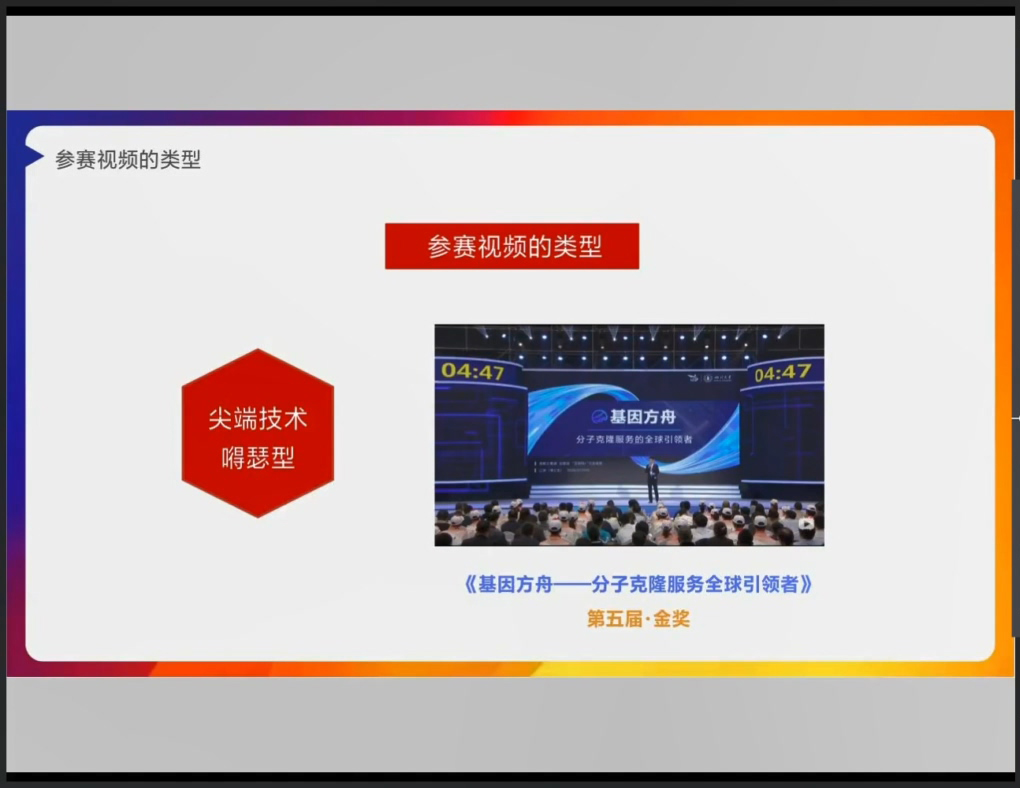 参赛视频的类型
参赛视频的类型
尖端技术
嘚瑟型
04:47
04:47
基因方舟
分子克隆服务的全球引领者
《基因方舟——分子克隆服务全球引领者》
第五届·金奖